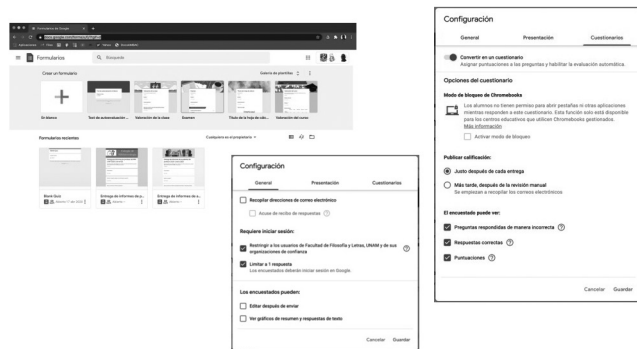 Formularios de Google
Formularios
Búsqueda
Crear un formulario
Galería de plantillas
En blanco
Test de autoevaluación
Valoración de la clase
Examen
Título de la hoja de
Valoración del curso
Formularios recientes
Cualquiera es el propietario
Blank Quiz
Entrega de informes de
Entrega de informes de
Configuración
General Presentación Cuestionarios
Recopilar direcciones de correo electrónico
Acuse de recibo de respuestas
Requiere iniciar sesión:
Restringir a los usuarios de Facultad de Filosofía y Letras, UNAM y de sus
organizaciones de confianza
Limitar a 1 respuesta
Los encuestados deberán iniciar sesión en Google.
Los encuestados pueden:
Editar después de enviar
Ver gráficos de resumen y respuestas de texto
Cancelar Guardar
Configuración
General Presentación Cuestionarios
Convertir en un cuestionario
Asignar puntuaciones a las preguntas y habilitar la evaluación automática.
Opciones del cuestionario
Modo de bloqueo de Chromebooks
Los alumnos no tienen permiso para abrir pestañas ni otras aplicaciones
mientras responden a este cuestionario. Esta función solo está disponible
para los centros educativos que utilicen Chromebooks gestionados.
Más información
Activar modo de bloqueo
Publicar calificación:
Justo después de cada entrega
Más tarde, después de la revisión manual
Se empiezan a recopilar los correos electrónicos
El encuestado puede ver:
Preguntas respondidas de manera incorrecta
Respuestas correctas
Puntuaciones
Cancelar Guardar